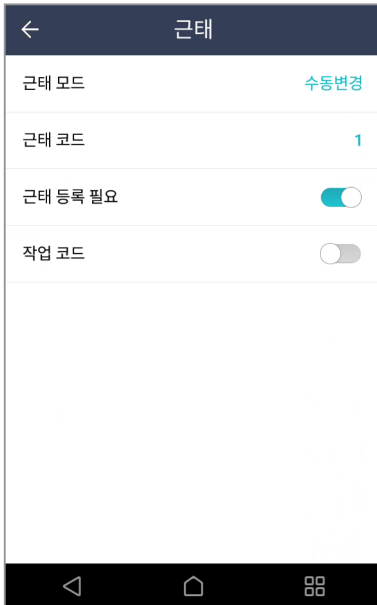 근태
근태 모드 수동변경
근태 코드 1
근태 등록 필요
작업 코드